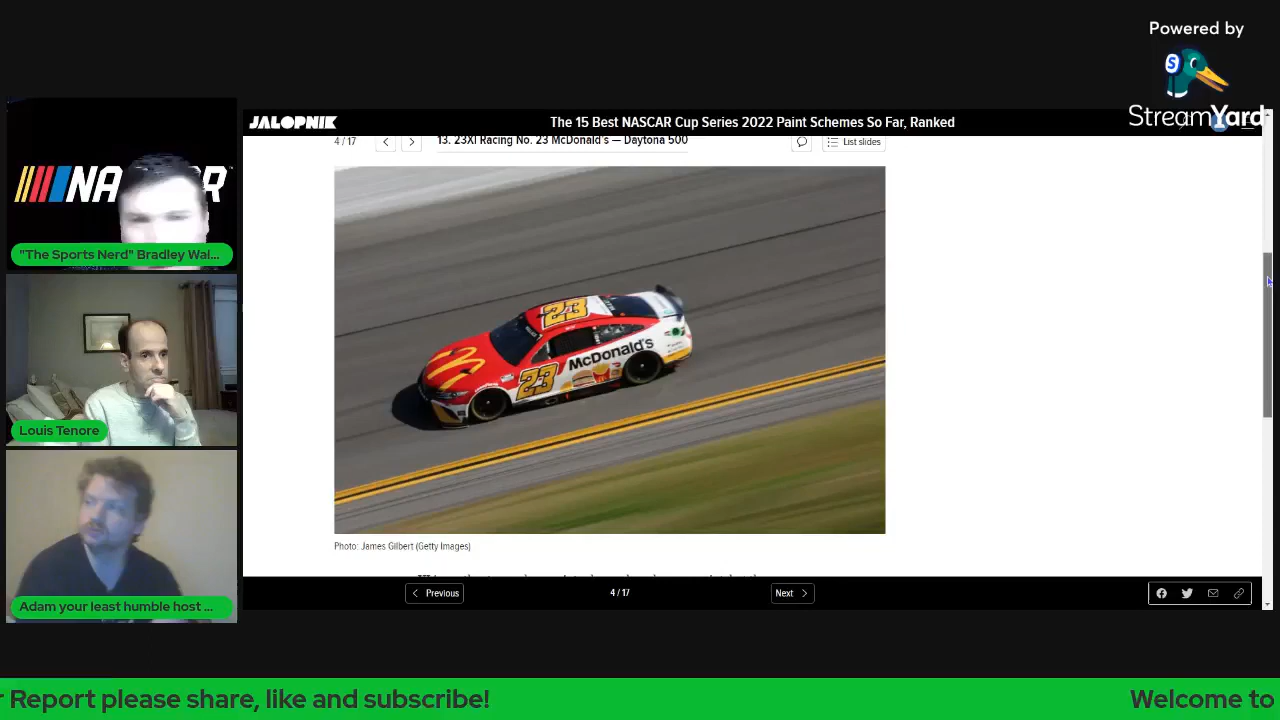 Powered by
StreamYard
JALOPNIK
The 15 Best NASCAR Cup Series 2022 Paint Schemes So Far, Ranked
4 / 17
13. 23XI Racing No. 23 McDonald's — Daytona 500
List slides
NASCAR
"The Sports Nerd" Bradley Wal...
Louis Tenore
Adam your least humble host ...
23
McDonald's
23
Photo: James Gilbert (Getty Images)
Previous
4 / 17
Next
r Report please share, like and subscribe!
Welcome to